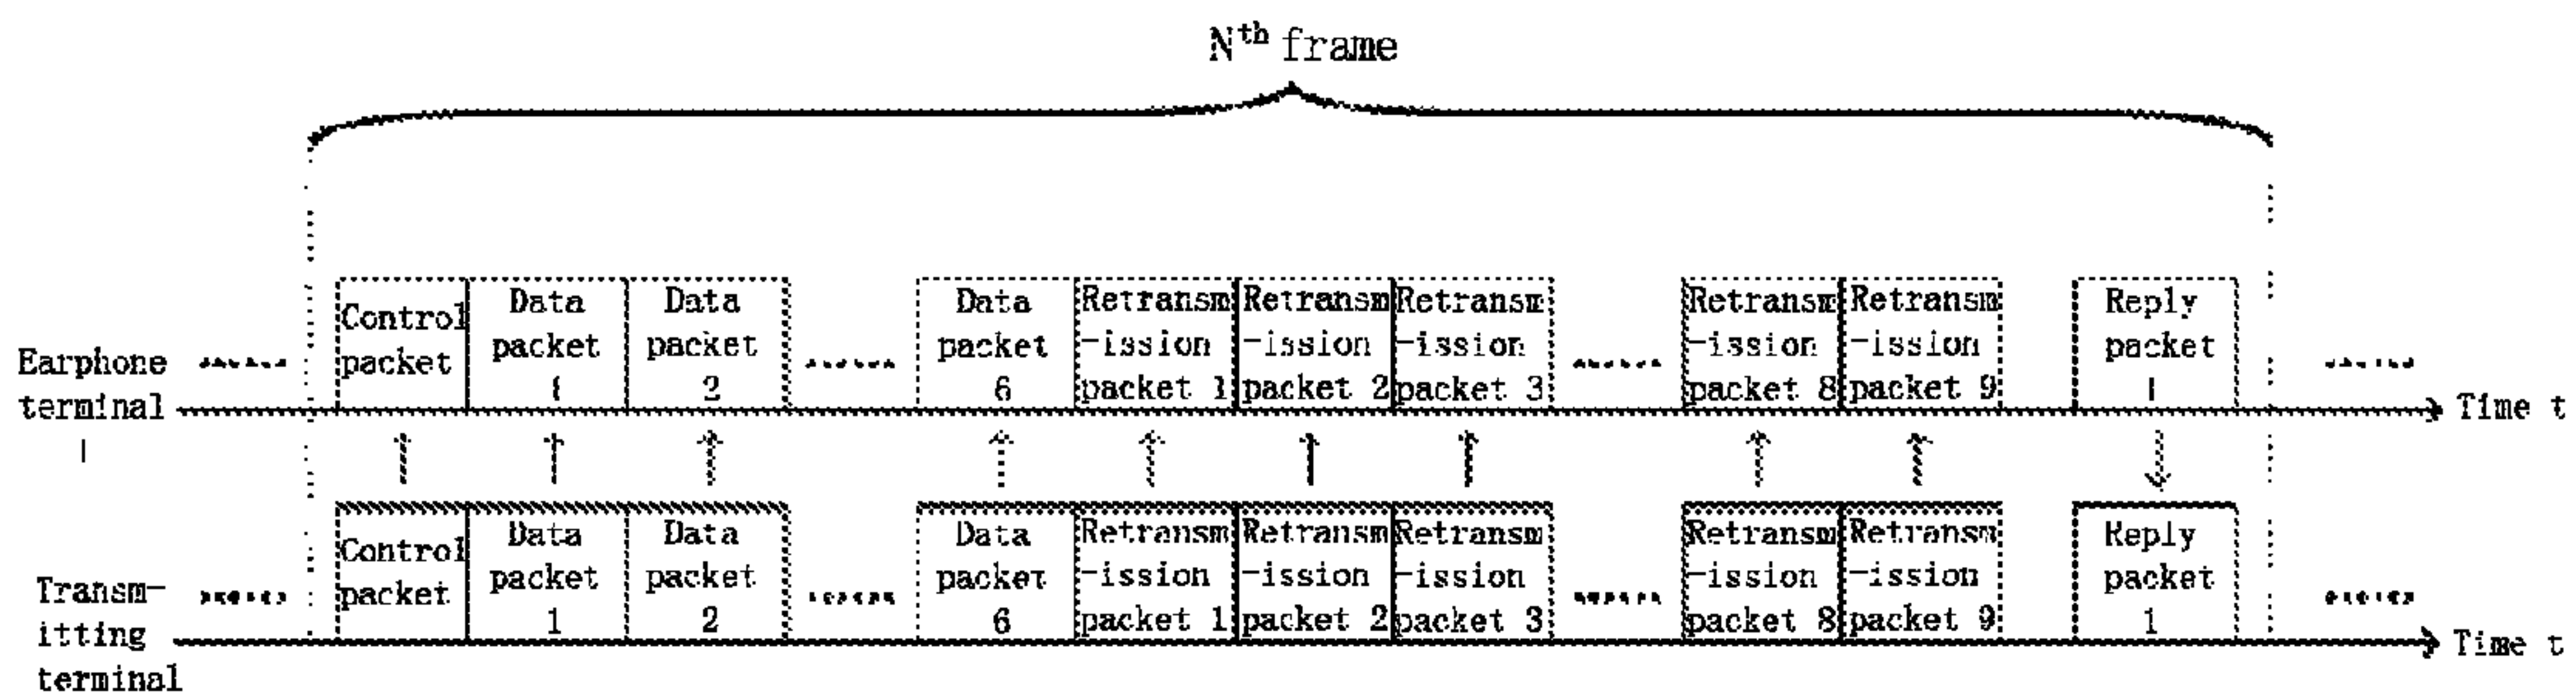 Nth frame
Control
packet
Data
packet
1
Data
packet
2
......
Data
packet
6
Retransm
-ission
packet 1
Retransm
-ission
packet 2
Retransm
-ission
packet 3
......
Retransm
-ission
packet 8
Retransm
-ission
packet 9
Reply
packet
1
Earphone
terminal
1
......
......
Time t
Control
packet
Data
packet
1
Data
packet
2
......
Data
packet
6
Retransm
-ission
packet 1
Retransm
-ission
packet 2
Retransm
-ission
packet 3
......
Retransm
-ission
packet 8
Retransm
-ission
packet 9
Reply
packet
1
Transm-
itting
terminal
......
......
Time t